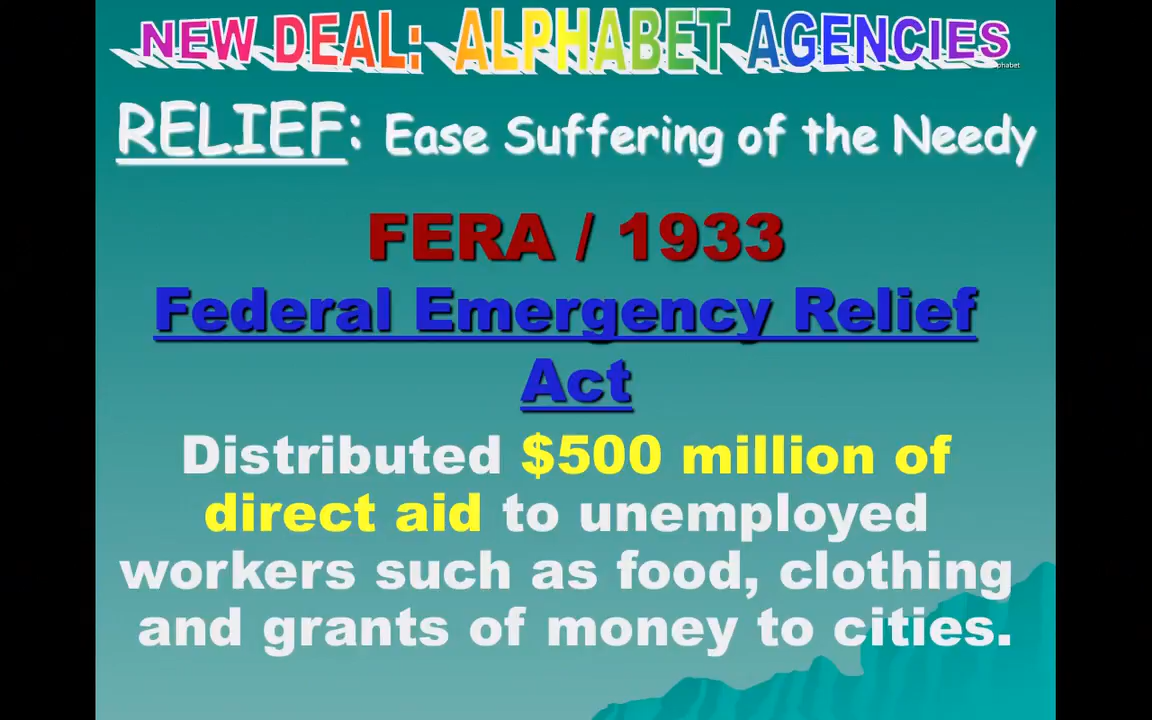 NEW DEAL: ALPHABET AGENCIES
phabet
RELIEF: Ease Suffering of the Needy
FERA / 1933
Federal Emergency Relief
Act
Distributed $500 million of
direct aid to unemployed
workers such as food, clothing
and grants of money to cities.